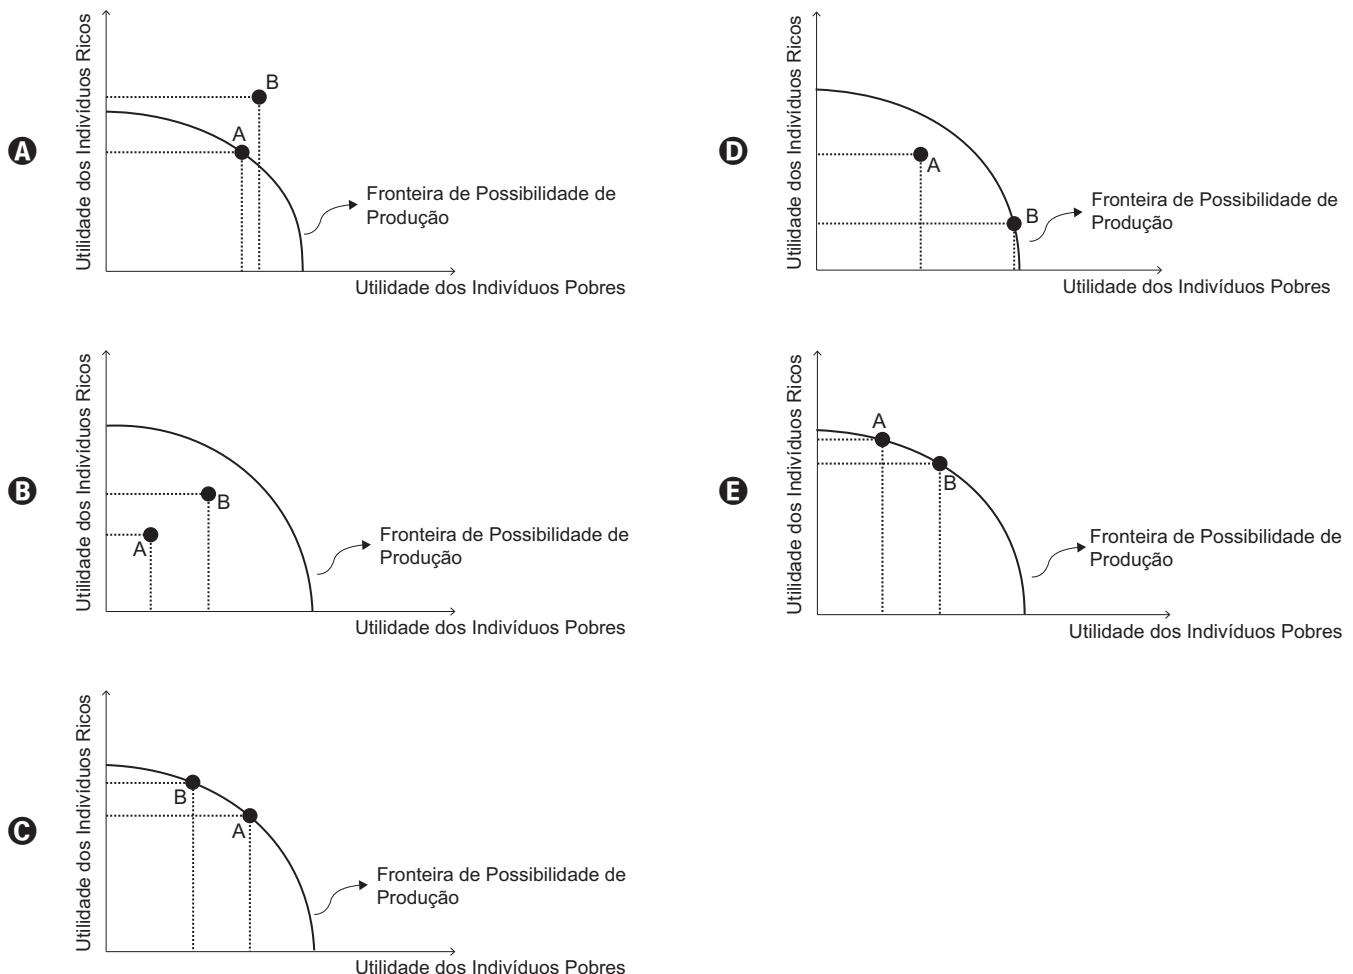 A
Utilidade dos Indivíduos Ricos
B
A
Fronteira de Possibilidade de
Produção
Utilidade dos Indivíduos Pobres
B
Utilidade dos Indivíduos Ricos
B
A
Fronteira de Possibilidade de
Produção
Utilidade dos Indivíduos Pobres
C
Utilidade dos Indivíduos Ricos
B
A
Fronteira de Possibilidade de
Produção
Utilidade dos Indivíduos Pobres
D
Utilidade dos Indivíduos Ricos
A
B
Fronteira de Possibilidade de
Produção
Utilidade dos Indivíduos Pobres
E
Utilidade dos Indivíduos Ricos
A
B
Fronteira de Possibilidade de
Produção
Utilidade dos Indivíduos Pobres